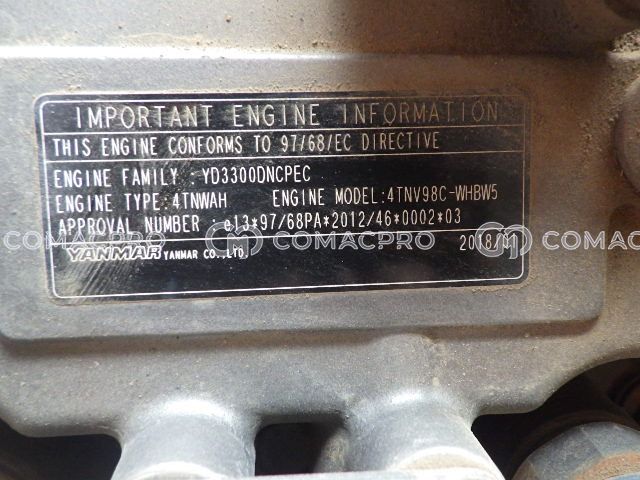 IMPORTANT ENGINE INFORMATION
THIS ENGINE CONFORMS TO 97/68/EC DIRECTIVE
ENGINE FAMILY : YD3300DNCPEC
ENGINE TYPE:4TNWAH ENGINE MODEL:4TNV98C-WHBW5
APPROVAL NUMBER :e13*97/68PA*2012/46*0002*03
COMACPRO COMACPRO COMACPRO
YANMAR YANMAR CO.,LTD. 2018/